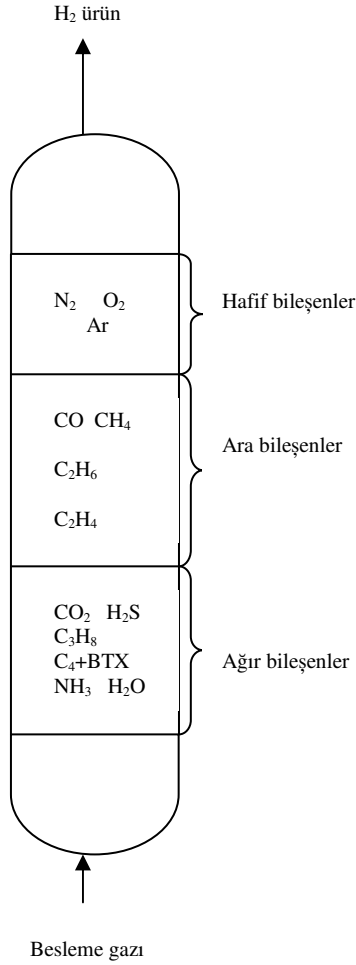 H₂ ürün
N₂ O₂
Ar
Hafif bileşenler
CO CH₄
C₂H₆
C₂H₄
Ara bileşenler
CO₂ H₂S
C₃H₈
C₄+BTX
NH₃ H₂O
Ağır bileşenler
Besleme gazı